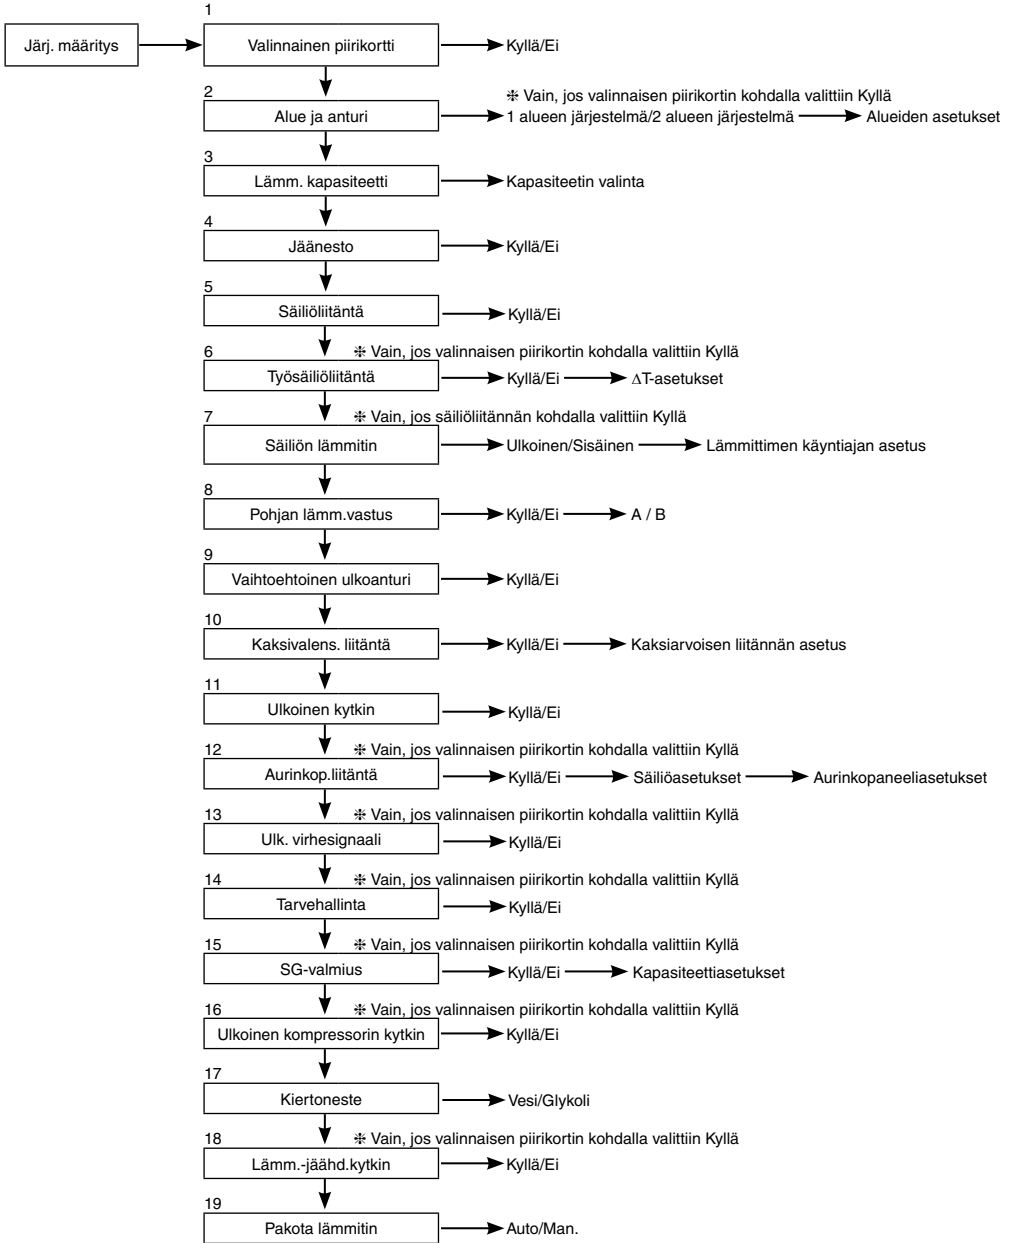 1
Järj. määritys
Valinnainen piirikortti
Kyllä/Ei
2
❉ Vain, jos valinnaisen piirikortin kohdalla valittiin Kyllä
Alue ja anturi
1 alueen järjestelmä/2 alueen järjestelmä
Alueiden asetukset
3
Lämm. kapasiteetti
Kapasiteetin valinta
4
Jäänesto
Kyllä/Ei
5
Säiliöliitäntä
Kyllä/Ei
6
❉ Vain, jos valinnaisen piirikortin kohdalla valittiin Kyllä
Työsäiliöliitäntä
Kyllä/Ei
ΔT-asetukset
7
❉ Vain, jos säiliöliitännän kohdalla valittiin Kyllä
Säiliön lämmitin
Ulkoinen/Sisäinen
Lämmittimen käyntiajan asetus
8
Pohjan lämm.vastus
Kyllä/Ei
A / B
9
Vaihtoehtoinen ulkoanturi
Kyllä/Ei
10
Kaksivalens. liitäntä
Kyllä/Ei
Kaksiarvoisen liitännän asetus
11
Ulkoinen kytkin
Kyllä/Ei
12
❉ Vain, jos valinnaisen piirikortin kohdalla valittiin Kyllä
Aurinkop.liitäntä
Kyllä/Ei
Säiliöasetukset
Aurinkopaneeliasetukset
13
❉ Vain, jos valinnaisen piirikortin kohdalla valittiin Kyllä
Ulk. virhesignaali
Kyllä/Ei
14
❉ Vain, jos valinnaisen piirikortin kohdalla valittiin Kyllä
Tarvehallinta
Kyllä/Ei
15
❉ Vain, jos valinnaisen piirikortin kohdalla valittiin Kyllä
SG-valmius
Kyllä/Ei
Kapasiteettiasetukset
16
❉ Vain, jos valinnaisen piirikortin kohdalla valittiin Kyllä
Ulkoinen kompressorin kytkin
Kyllä/Ei
17
Kiertoneste
Vesi/Glykoli
18
❉ Vain, jos valinnaisen piirikortin kohdalla valittiin Kyllä
Lämm.-jäähd.kytkin
Kyllä/Ei
19
Pakota lämmitin
Auto/Man.